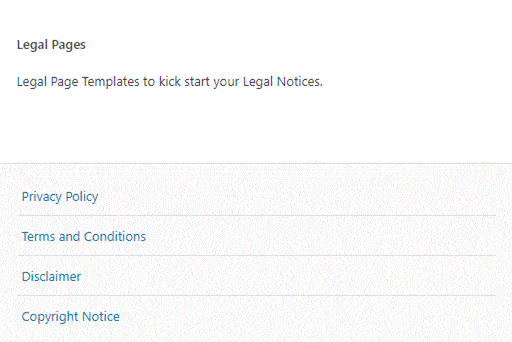 Legal Pages
Legal Page Templates to kick start your Legal Notices.
Privacy Policy
Terms and Conditions
Disclaimer
Copyright Notice